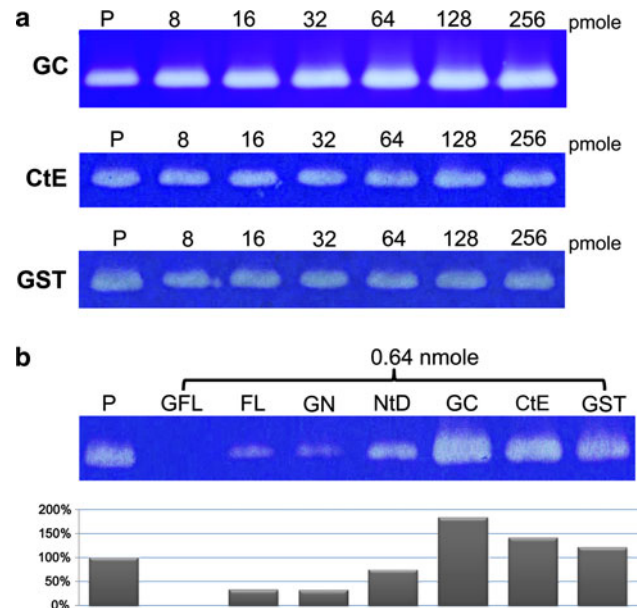 a
P 8 16 32 64 128 256 pmole
GC
P 8 16 32 64 128 256 pmole
CtE
P 8 16 32 64 128 256 pmole
GST
b
0.64 nmole
P GFL FL GN NtD GC CtE GST
200%
150%
100%
50%
0%